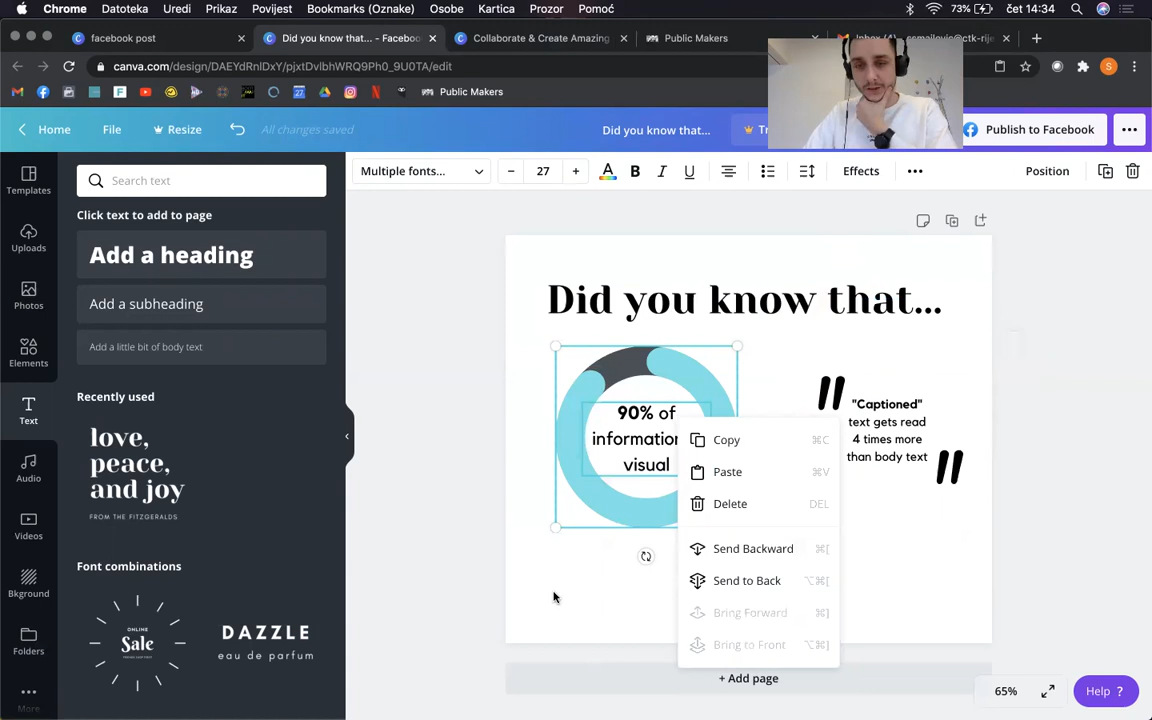 Chrome Datoteka Uredi Prikaz Povijest Bookmarks (Oznake) Osobe Kartica Prozor Pomoć 73% čet 14:34
facebook post
Did you know that... - Faceboo
Collaborate & Create Amazing
Public Makers
canva.com/design/DAEYdRnlDxY/pjxtDvlbhWRQ9Ph0_9U0TA/edit
S
Public Makers
Home File Resize All changes saved Did you know that... Publish to Facebook
Templates
Uploads
Photos
Elements
Text
Audio
Videos
Bkground
Folders
More
Search text
Click text to add to page
Add a heading
Add a subheading
Add a little bit of body text
Recently used
love,
peace,
and joy
FROM THE FITZGERALDS
Font combinations
ONLINE
Sale
DAZZLE
eau de parfum
Multiple fonts... – 27 + A B I U Effects ... Position
Did you know that...
90% of
information
visual
"Captioned"
text gets read
4 times more
than body text
Copy ⌘C
Paste ⌘V
Delete DEL
Send Backward ⌘[
Send to Back ⌥⌘[
Bring Forward ⌘]
Bring to Front ⌥⌘]
+ Add page
65%
Help ?